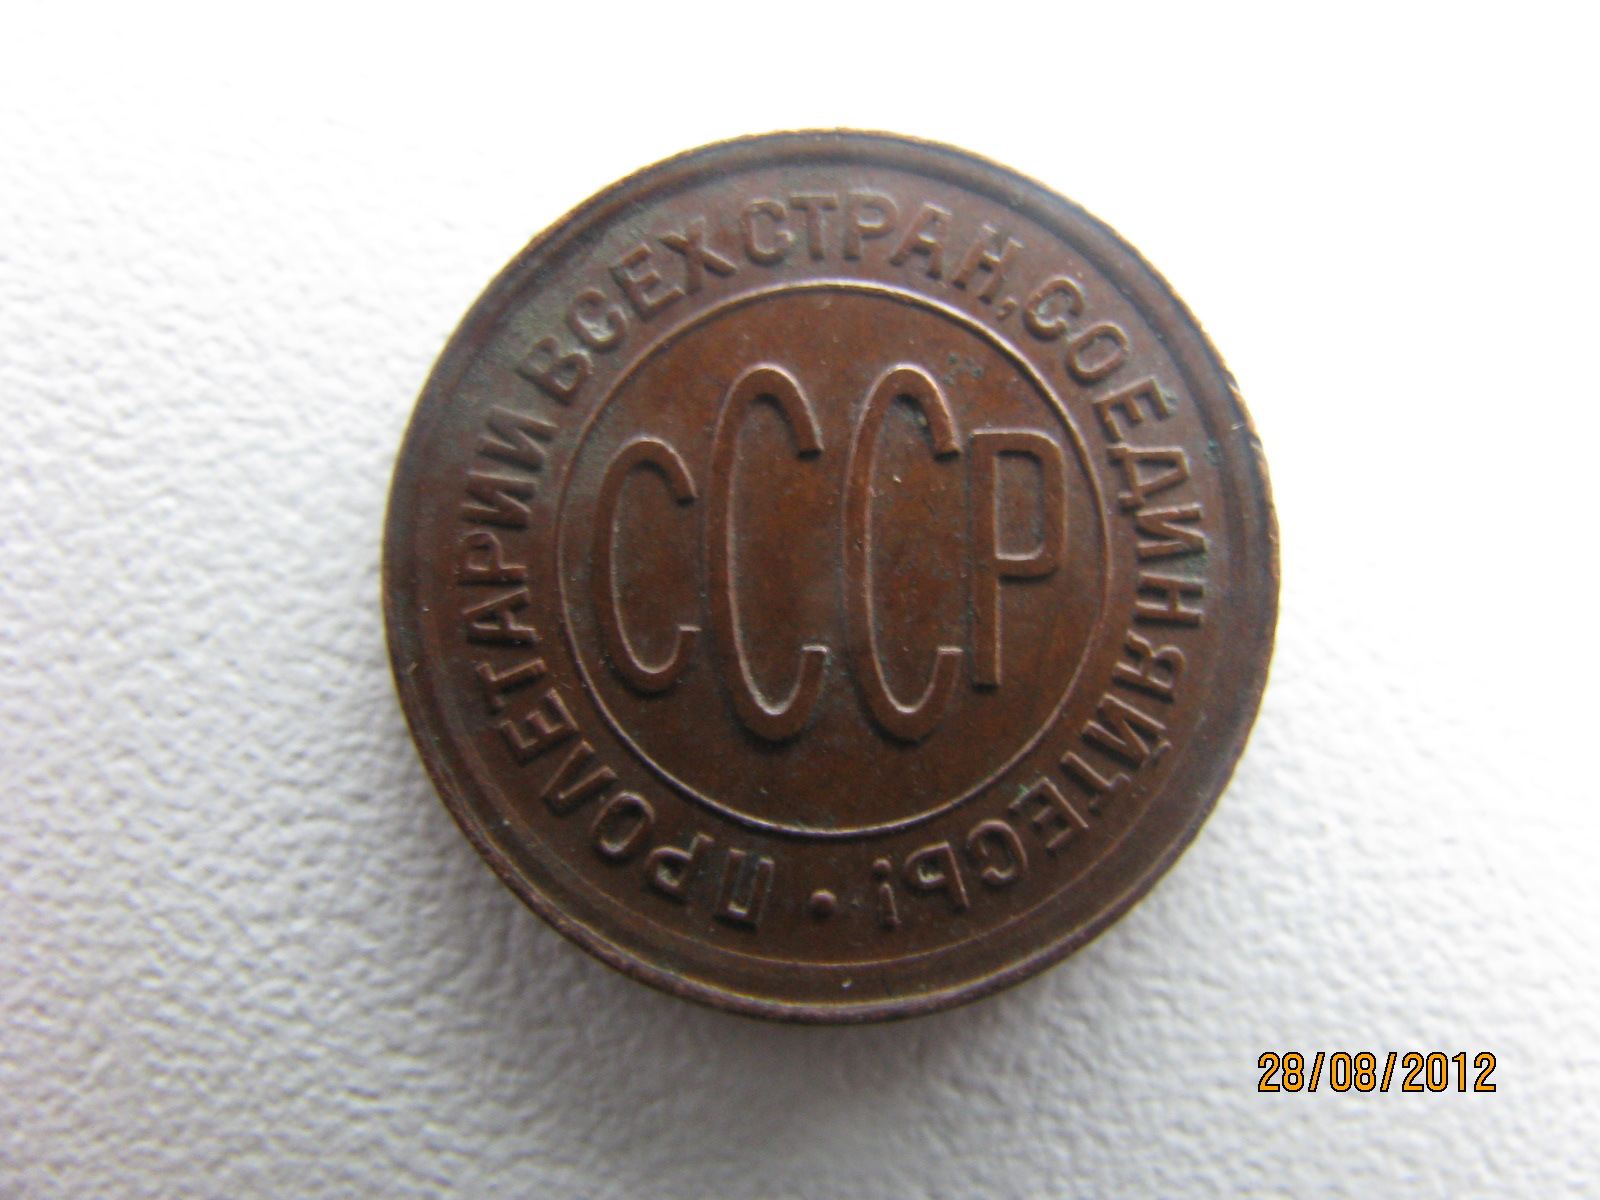 ПРОЛЕТАРИИ ВСЕХ СТРАН, СОЕДИНЯЙТЕСЬ!
СССР
28/08/2012